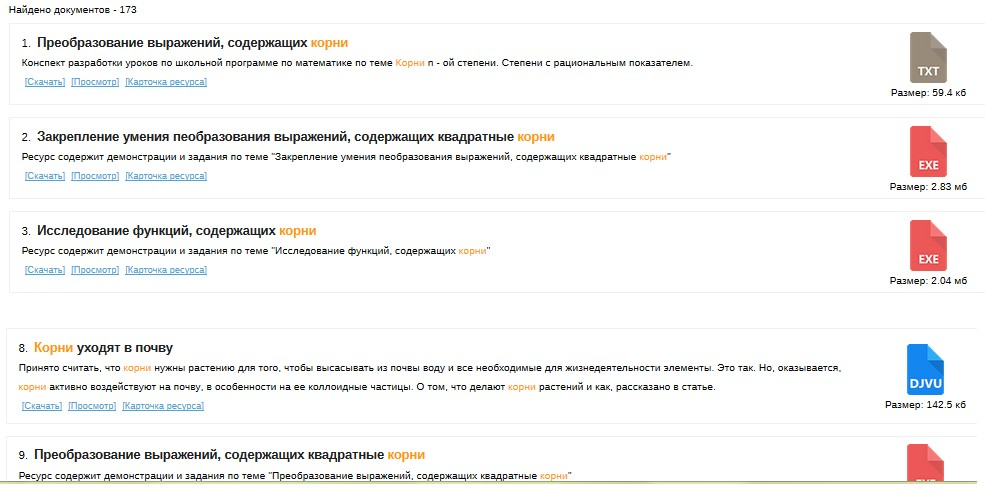 Найдено документов - 173
1. Преобразование выражений, содержащих корни
Конспект разработки уроков по школьной программе по математике по теме Корни n - ой степени. Степени с рациональным показателем.
[Скачать] [Просмотр] [Карточка ресурса]
TXT
Размер: 59.4 кб
2. Закрепление умения пеобразования выражений, содержащих квадратные корни
Ресурс содержит демонстрации и задания по теме "Закрепление умения пеобразования выражений, содержащих квадратные корни"
[Скачать] [Просмотр] [Карточка ресурса]
EXE
Размер: 2.83 мб
3. Исследование функций, содержащих корни
Ресурс содержит демонстрации и задания по теме "Исследование функций, содержащих корни"
[Скачать] [Просмотр] [Карточка ресурса]
EXE
Размер: 2.04 мб
8. Корни уходят в почву
Принято считать, что корни нужны растению для того, чтобы высасывать из почвы воду и все необходимые для жизнедеятельности элементы. Это так. Но, оказывается,
корни активно воздействуют на почву, в особенности на ее коллоидные частицы. О том, что делают корни растений и как, рассказано в статье.
[Скачать] [Просмотр] [Карточка ресурса]
DJVU
Размер: 142.5 кб
9. Преобразование выражений, содержащих квадратные корни
Ресурс содержит демонстрации и задания по теме "Преобразование выражений, содержащих квадратные корни"